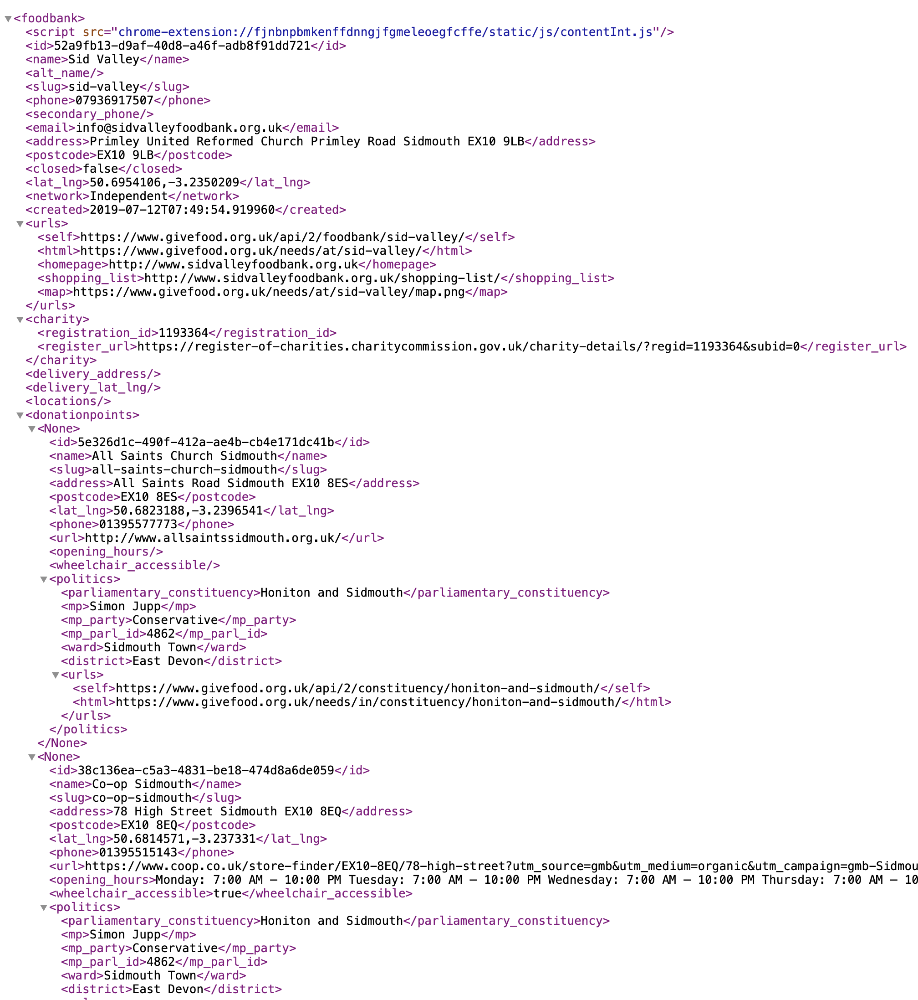 <foodbank>
<script src="chrome-extension://fjnbnpbmkenffdnngjfgmeleoegfcffe/static/js/contentInt.js"/>
<id>52a9fb13-d9af-40d8-a46f-adb8f91dd721</id>
<name>Sid Valley</name>
<alt_name/>
<slug>sid-valley</slug>
<phone>07936917507</phone>
<secondary_phone/>
<email>info@sidvalleyfoodbank.org.uk</email>
<address>Primley United Reformed Church Primley Road Sidmouth EX10 9LB</address>
<postcode>EX10 9LB</postcode>
<closed>false</closed>
<lat_lng>50.6954106,-3.2350209</lat_lng>
<network>Independent</network>
<created>2019-07-12T07:49:54.919960</created>
<urls>
<self>https://www.givefood.org.uk/api/2/foodbank/sid-valley/</self>
<html>https://www.givefood.org.uk/needs/at/sid-valley/</html>
<homepage>http://www.sidvalleyfoodbank.org.uk</homepage>
<shopping_list>http://www.sidvalleyfoodbank.org.uk/shopping-list/</shopping_list>
<map>https://www.givefood.org.uk/needs/at/sid-valley/map.png</map>
</urls>
<charity>
<registration_id>1193364</registration_id>
<register_url>https://register-of-charities.charitycommission.gov.uk/charity-details/?regid=1193364&subid=0</register_url>
</charity>
<delivery_address/>
<delivery_lat_lng/>
<locations/>
<donationpoints>
<None>
<id>5e326d1c-490f-412a-ae4b-cb4e171dc41b</id>
<name>All Saints Church Sidmouth</name>
<slug>all-saints-church-sidmouth</slug>
<address>All Saints Road Sidmouth EX10 8ES</address>
<postcode>EX10 8ES</postcode>
<lat_lng>50.6823188,-3.2396541</lat_lng>
<phone>01395577773</phone>
<url>http://www.allsaintssidmouth.org.uk/</url>
<opening_hours/>
<wheelchair_accessible/>
<politics>
<parliamentary_constituency>Honiton and Sidmouth</parliamentary_constituency>
<mp>Simon Jupp</mp>
<mp_party>Conservative</mp_party>
<mp_parl_id>4862</mp_parl_id>
<ward>Sidmouth Town</ward>
<district>East Devon</district>
<urls>
<self>https://www.givefood.org.uk/api/2/constituency/honiton-and-sidmouth/</self>
<html>https://www.givefood.org.uk/needs/in/constituency/honiton-and-sidmouth/</html>
</urls>
</politics>
</None>
<None>
<id>38c136ea-c5a3-4831-be18-474d8a6de059</id>
<name>Co-op Sidmouth</name>
<slug>co-op-sidmouth</slug>
<address>78 High Street Sidmouth EX10 8EQ</address>
<postcode>EX10 8EQ</postcode>
<lat_lng>50.6814571,-3.237331</lat_lng>
<phone>01395515143</phone>
<url>https://www.coop.co.uk/store-finder/EX10-8EQ/78-high-street?utm_source=gmb&utm_medium=organic&utm_campaign=gmb-Sidmou
<opening_hours>Monday: 7:00 AM – 10:00 PM Tuesday: 7:00 AM – 10:00 PM Wednesday: 7:00 AM – 10:00 PM Thursday: 7:00 AM – 10
<wheelchair_accessible>true</wheelchair_accessible>
<politics>
<parliamentary_constituency>Honiton and Sidmouth</parliamentary_constituency>
<mp>Simon Jupp</mp>
<mp_party>Conservative</mp_party>
<mp_parl_id>4862</mp_parl_id>
<ward>Sidmouth Town</ward>
<district>East Devon</district>